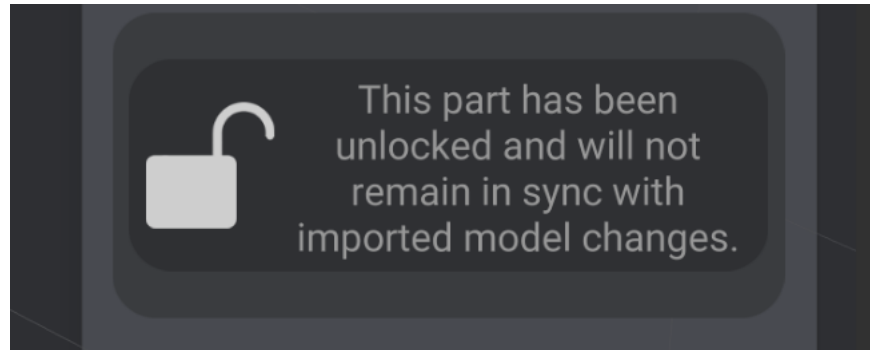 This part has been
unlocked and will not
remain in sync with
imported model changes.